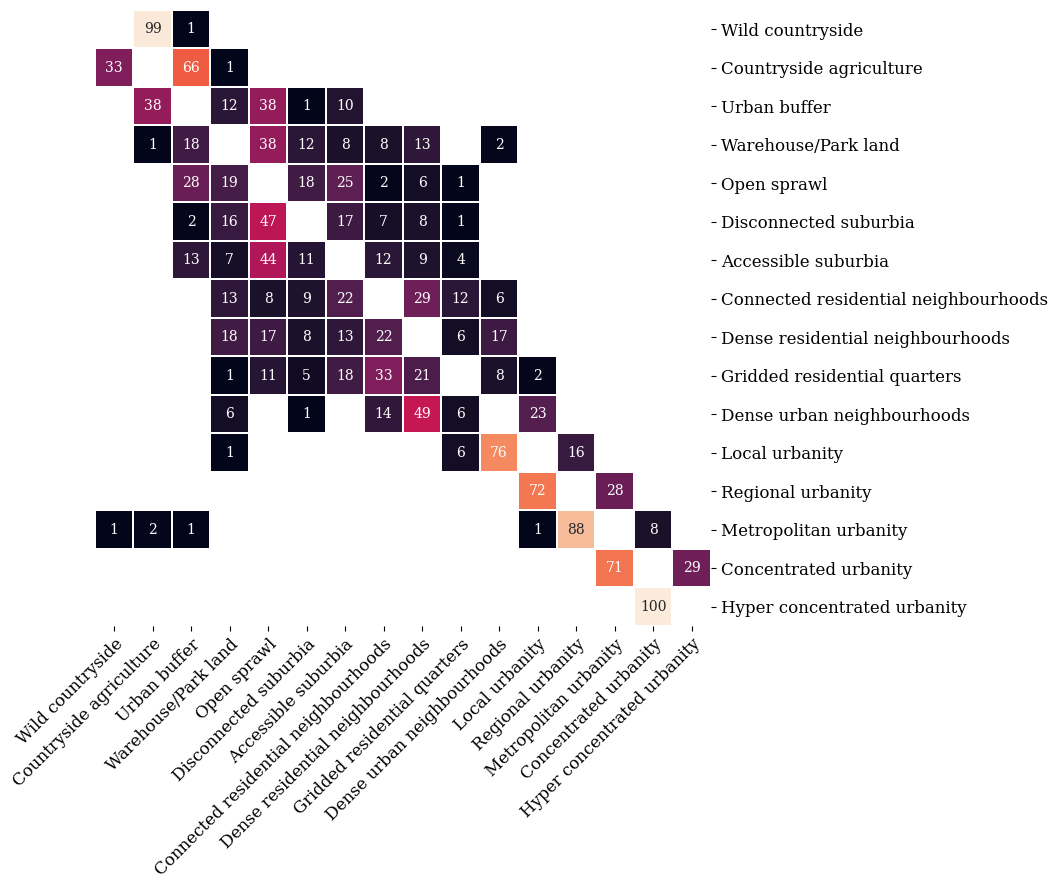 99 1 Wild countryside
33 66 1 Countryside agriculture
38 12 38 1 10 Urban buffer
1 18 38 12 8 8 13 2 Warehouse/Park land
28 19 18 25 2 6 1 Open sprawl
2 16 47 17 7 8 1 Disconnected suburbia
13 7 44 11 12 9 4 Accessible suburbia
13 8 9 22 29 12 6 Connected residential neighbourhoods
18 17 8 13 22 6 17 Dense residential neighbourhoods
1 11 5 18 33 21 8 2 Gridded residential quarters
6 1 14 49 6 23 Dense urban neighbourhoods
1 6 76 16 Local urbanity
72 28 Regional urbanity
1 2 1 1 88 8 Metropolitan urbanity
71 29 Concentrated urbanity
100 Hyper concentrated urbanity
Wild countryside
Countryside agriculture
Urban buffer
Warehouse/Park land
Open sprawl
Disconnected suburbia
Accessible suburbia
Connected residential neighbourhoods
Dense residential neighbourhoods
Gridded residential quarters
Dense urban neighbourhoods
Local urbanity
Regional urbanity
Metropolitan urbanity
Concentrated urbanity
Hyper concentrated urbanity